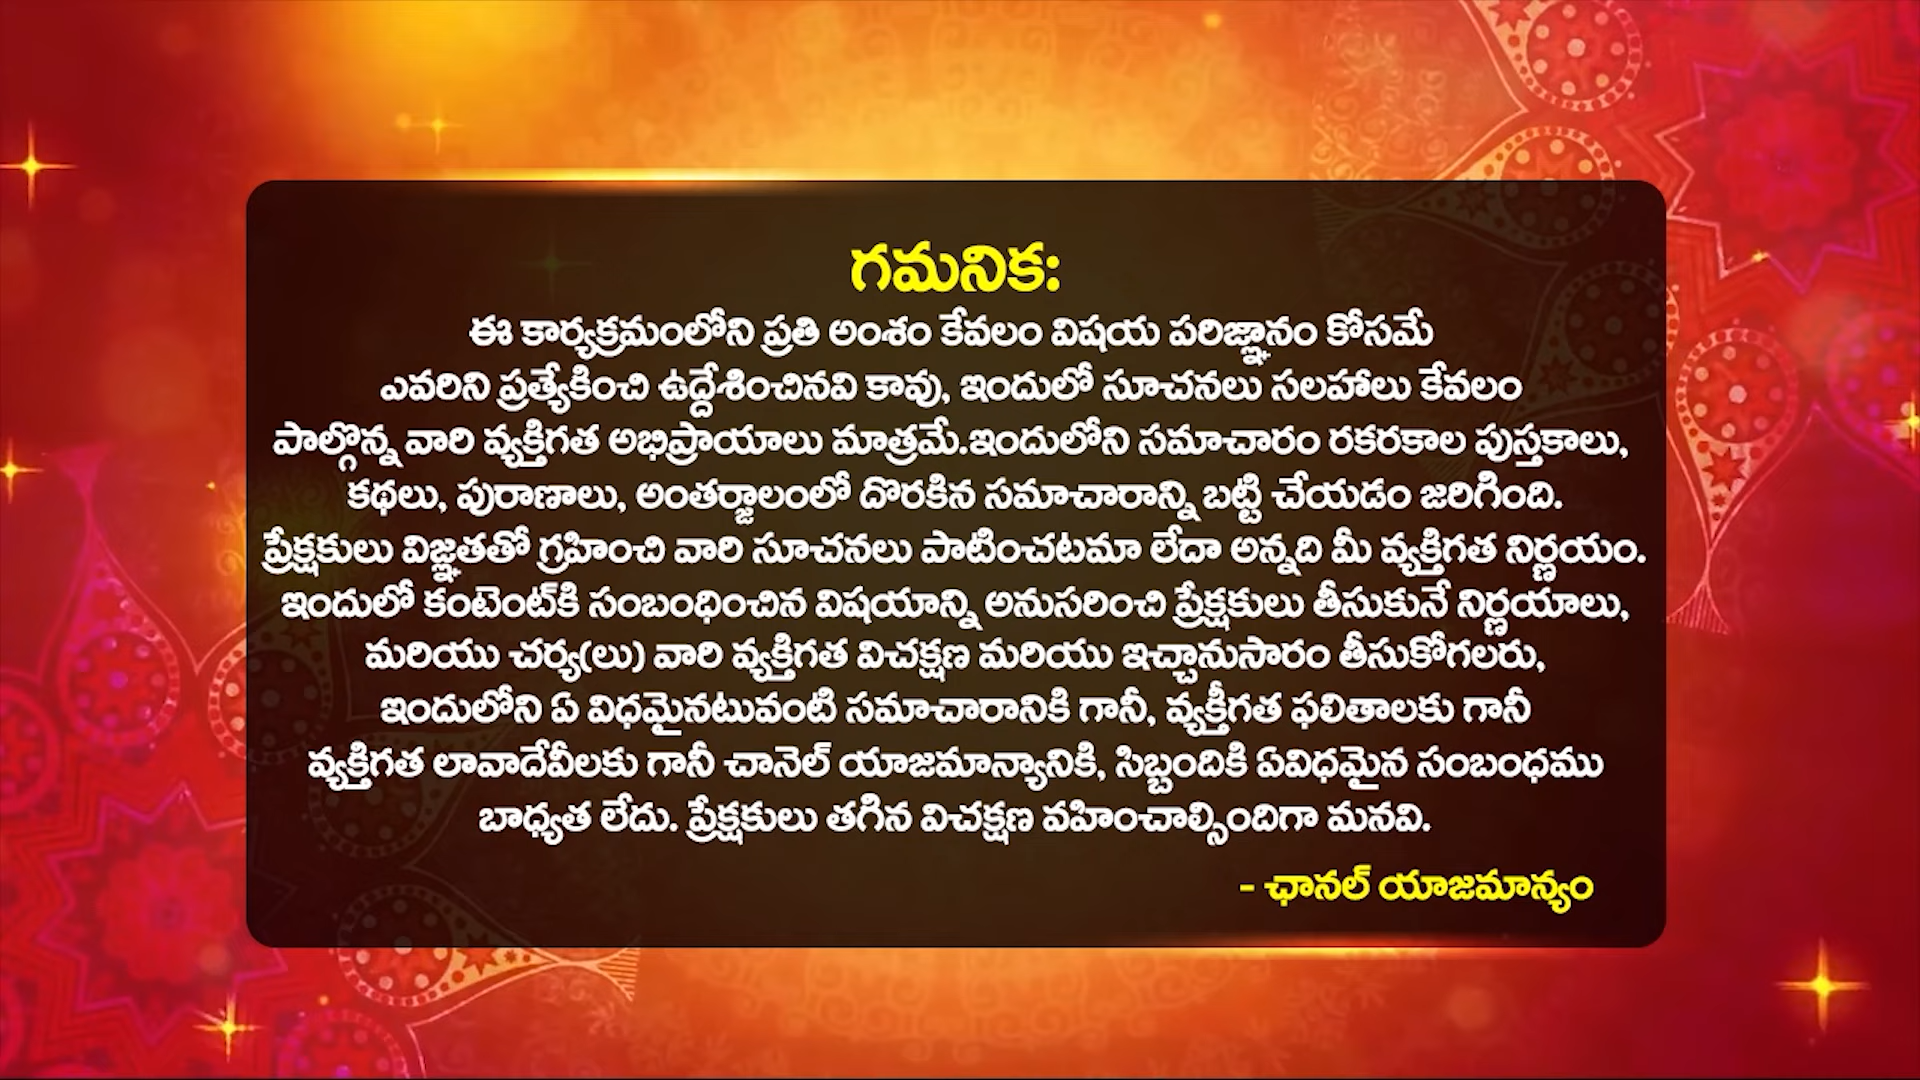 గమనిక:
ఈ కార్యక్రమంలోని ప్రతి అంశం కేవలం విషయ పరిజ్ఞానం కోసమే
ఎవరిని ప్రత్యేకించి ఉద్దేశించినవి కావు, ఇందులో సూచనలు సలహాలు కేవలం
పాల్గొన్న వారి వ్యక్తిగత అభిప్రాయాలు మాత్రమే.ఇందులోని సమాచారం రకరకాల పుస్తకాలు,
కథలు, పురాణాలు, అంతర్జాలంలో దొరకిన సమాచారాన్ని బట్టి చేయడం జరిగింది.
ప్రేక్షకులు విజ్ఞతతో గ్రహించి వారి సూచనలు పాటించటమా లేదా అన్నది మీ వ్యక్తిగత నిర్ణయం.
ఇందులో కంటెంట్‌కి సంబంధించిన విషయాన్ని అనుసరించి ప్రేక్షకులు తీసుకునే నిర్ణయాలు,
మరియు చర్య(లు) వారి వ్యక్తిగత విచక్షణ మరియు ఇచ్చానుసారం తీసుకోగలరు,
ఇందులోని ఏ విధమైనటువంటి సమాచారానికి గానీ, వ్యక్తీగత ఫలితాలకు గానీ
వ్యక్తిగత లావాదేవీలకు గానీ చానెల్ యాజమాన్యానికి, సిబ్బందికి ఏవిధమైన సంబంధము
బాధ్యత లేదు. ప్రేక్షకులు తగిన విచక్షణ వహించాల్సిందిగా మనవి.
- ఛానల్ యాజమాన్యం